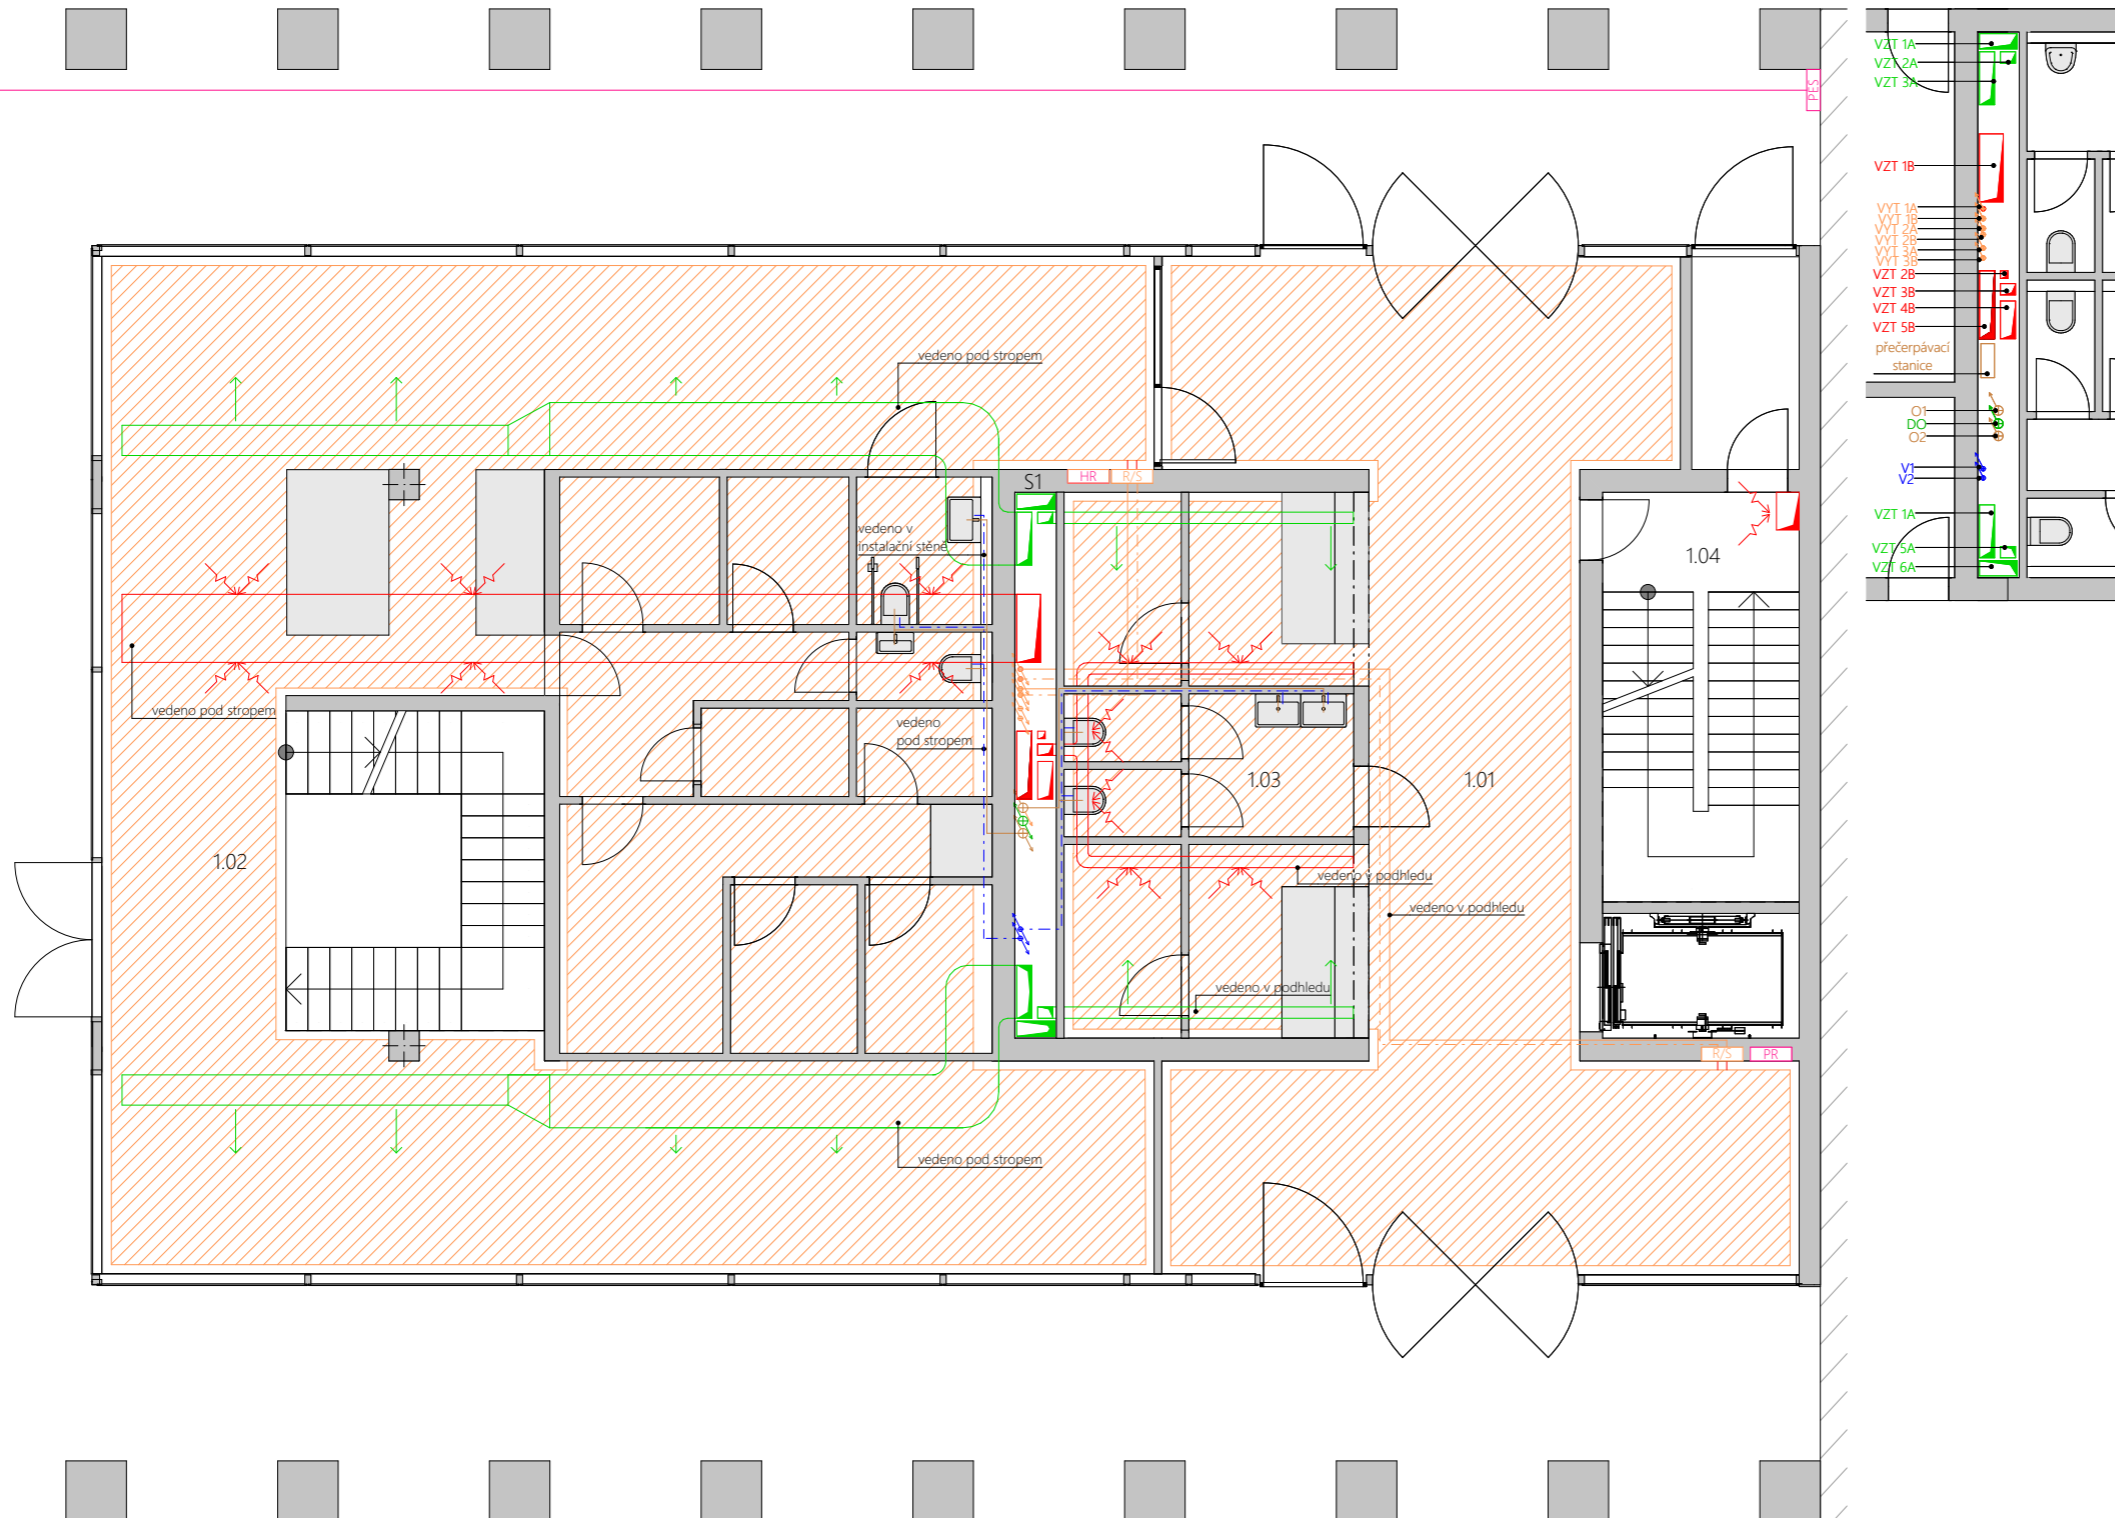 PES
vedeno pod stropem
HR
R/S
S1
vedeno v
instalační stěně
1.04
vedeno pod stropem
vedeno
pod stropem
1.03
1.01
1.02
vedeno v podhledu
vedeno v podhledu
vedeno v podhledu
R/S
PR
vedeno pod stropem
VZT 1A
VZT 2A
VZT 3A
VZT 1B
VYT 1A
VYT 1B
VYT 2A
VYT 2B
VYT 3A
VYT 3B
VZT 2B
VZT 3B
VZT 4B
VZT 5B
přečerpávací
stanice
O1
DO
O2
V1
V2
VZT 1A
VZT 5A
VZT 6A